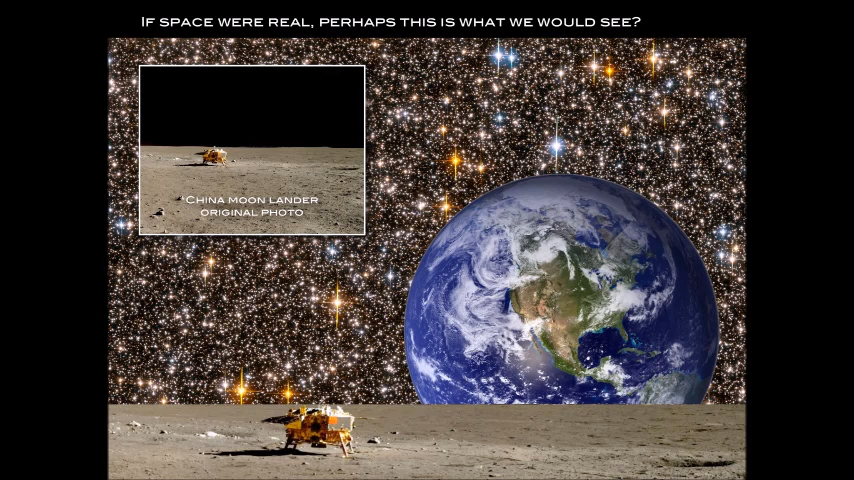 If space were real, perhaps this is what we would see?
*China moon lander
original photo